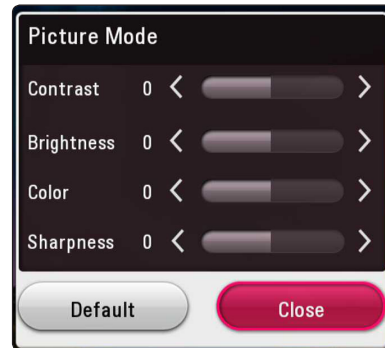 Picture Mode
Contrast 0
Brightness 0
Color 0
Sharpness 0
Default Close